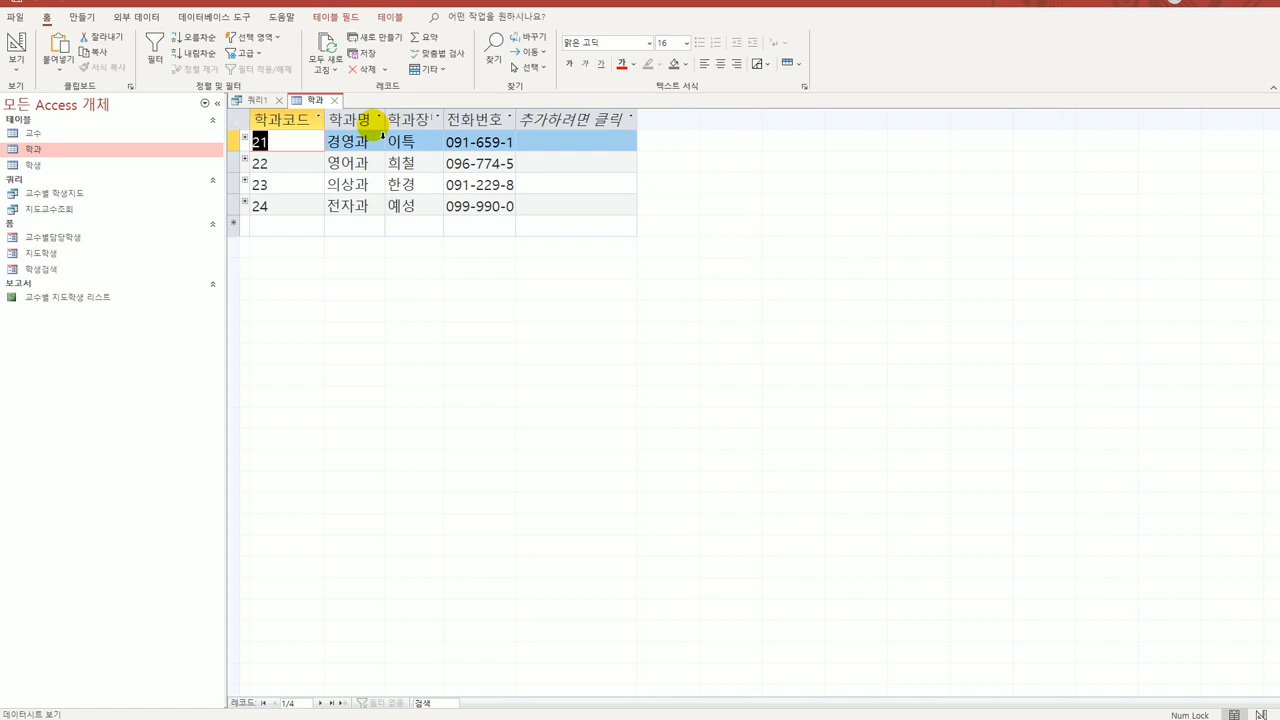 파일 홈 만들기 외부 데이터 데이터베이스 도구 도움말 테이블 필드 테이블 어떤 작업을 원하시나요?
보기
보기
붙여넣기
잘라내기
복사
서식 복사
클립보드
필터
오름차순
내림차순
정렬 제거
선택 영역
고급
필터 적용/해제
정렬 및 필터
모두 새로 고침
새로 만들기
저장
삭제
요약
맞춤법 검사
기타
레코드
찾기
바꾸기
이동
선택
찾기
맑은 고딕 16
가 가 가 가
텍스트 서식
모든 Access 개체
테이블
교수
학과
학생
쿼리
교수별 학생지도
지도교수조회
폼
교수별담당학생
지도학생
학생검색
보고서
교수별 지도학생 리스트
쿼리1 학과
학과코드 학과명 학과장 전화번호 추가하려면 클릭
21 경영과 이특 091-659-1
22 영어과 희철 096-774-5
23 의상과 한경 091-229-8
24 전자과 예성 099-990-0
레코드: 1/4 필터 없음 검색
데이터시트 보기 Num Lock